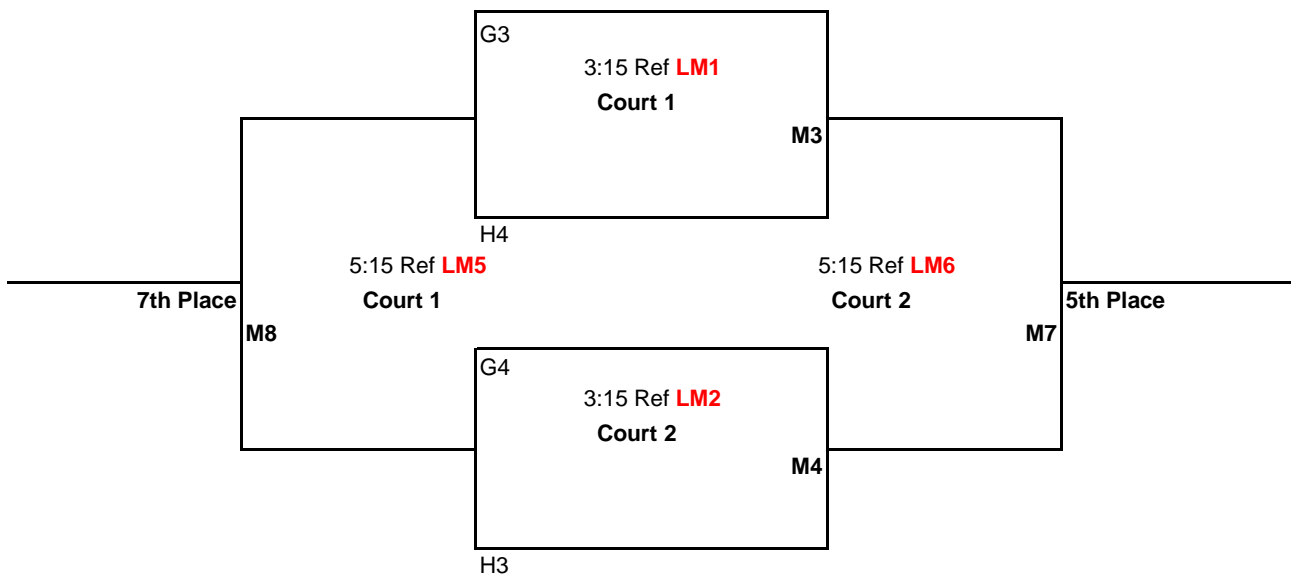 G3
3:15 Ref LM1
Court 1
M3
H4
5:15 Ref LM5
5:15 Ref LM6
7th Place
Court 1
Court 2
5th Place
M8
M7
G4
3:15 Ref LM2
Court 2
M4
H3